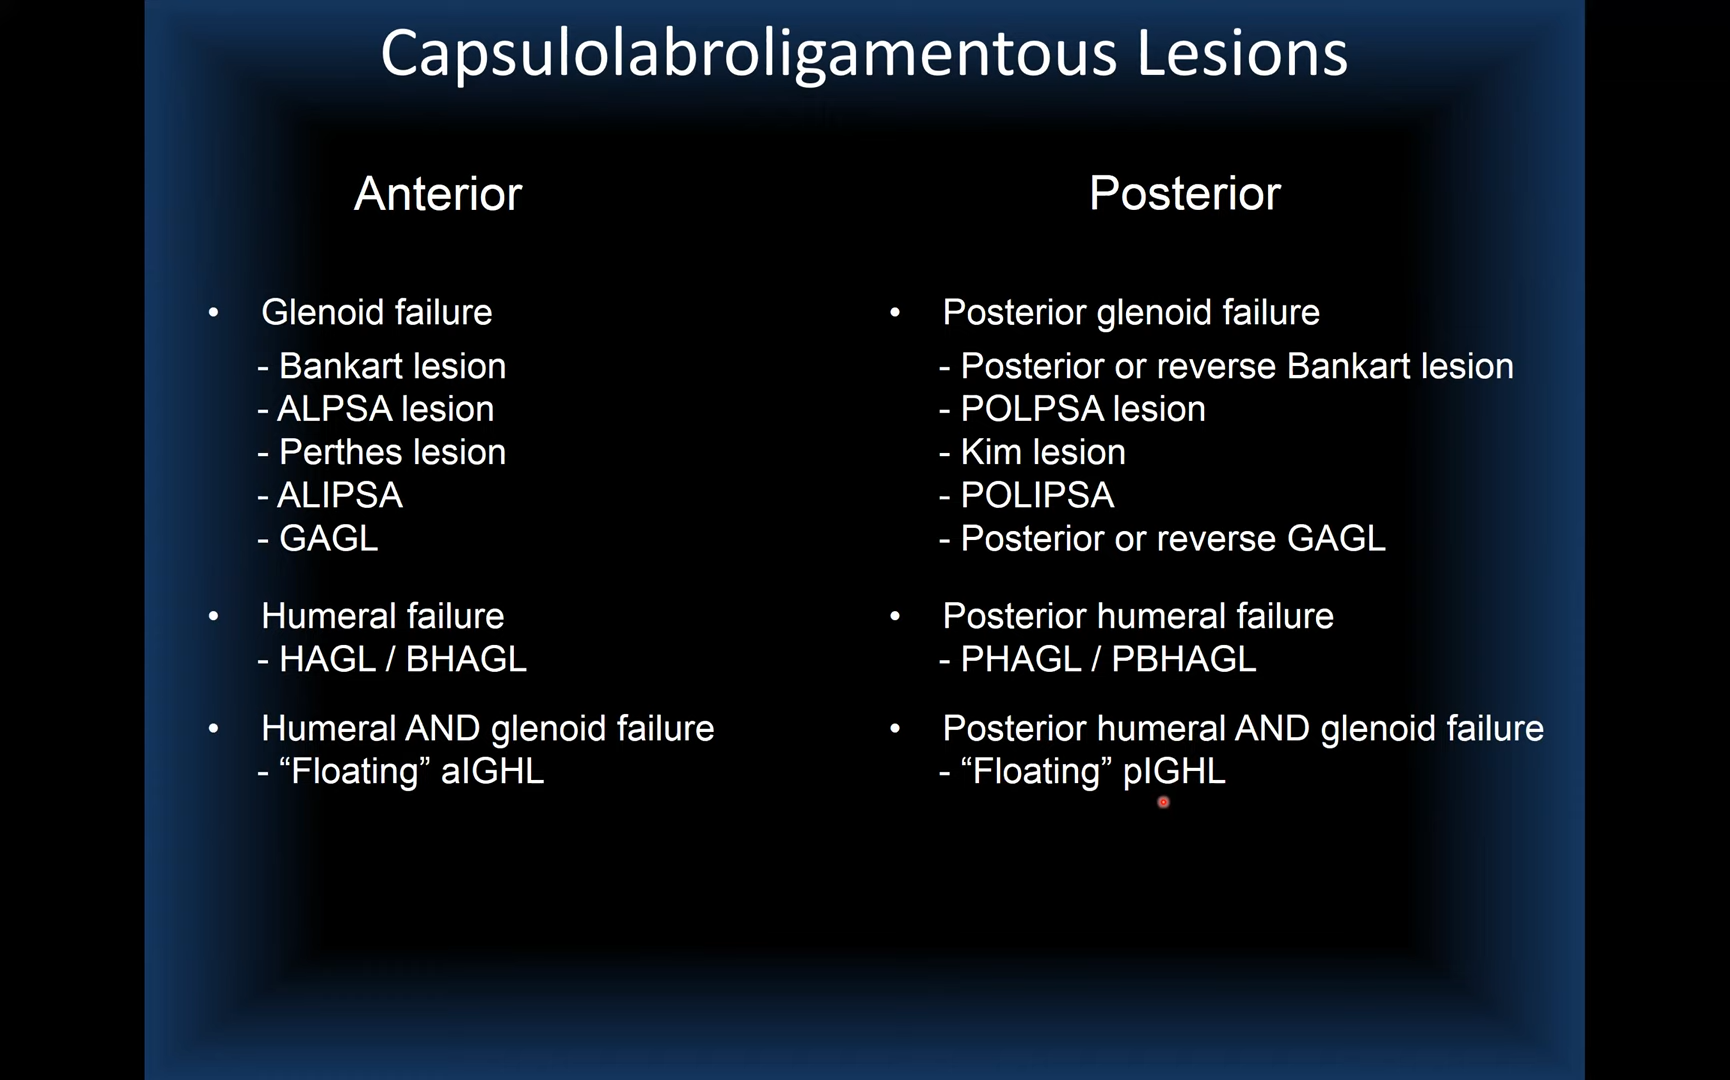 Capsulolabroligamentous Lesions
Anterior
• Glenoid failure
- Bankart lesion
- ALPSA lesion
- Perthes lesion
- ALIPSA
- GAGL
• Humeral failure
- HAGL / BHAGL
• Humeral AND glenoid failure
- “Floating” aIGHL
Posterior
• Posterior glenoid failure
- Posterior or reverse Bankart lesion
- POLPSA lesion
- Kim lesion
- POLIPSA
- Posterior or reverse GAGL
• Posterior humeral failure
- PHAGL / PBHAGL
• Posterior humeral AND glenoid failure
- “Floating” pIGHL